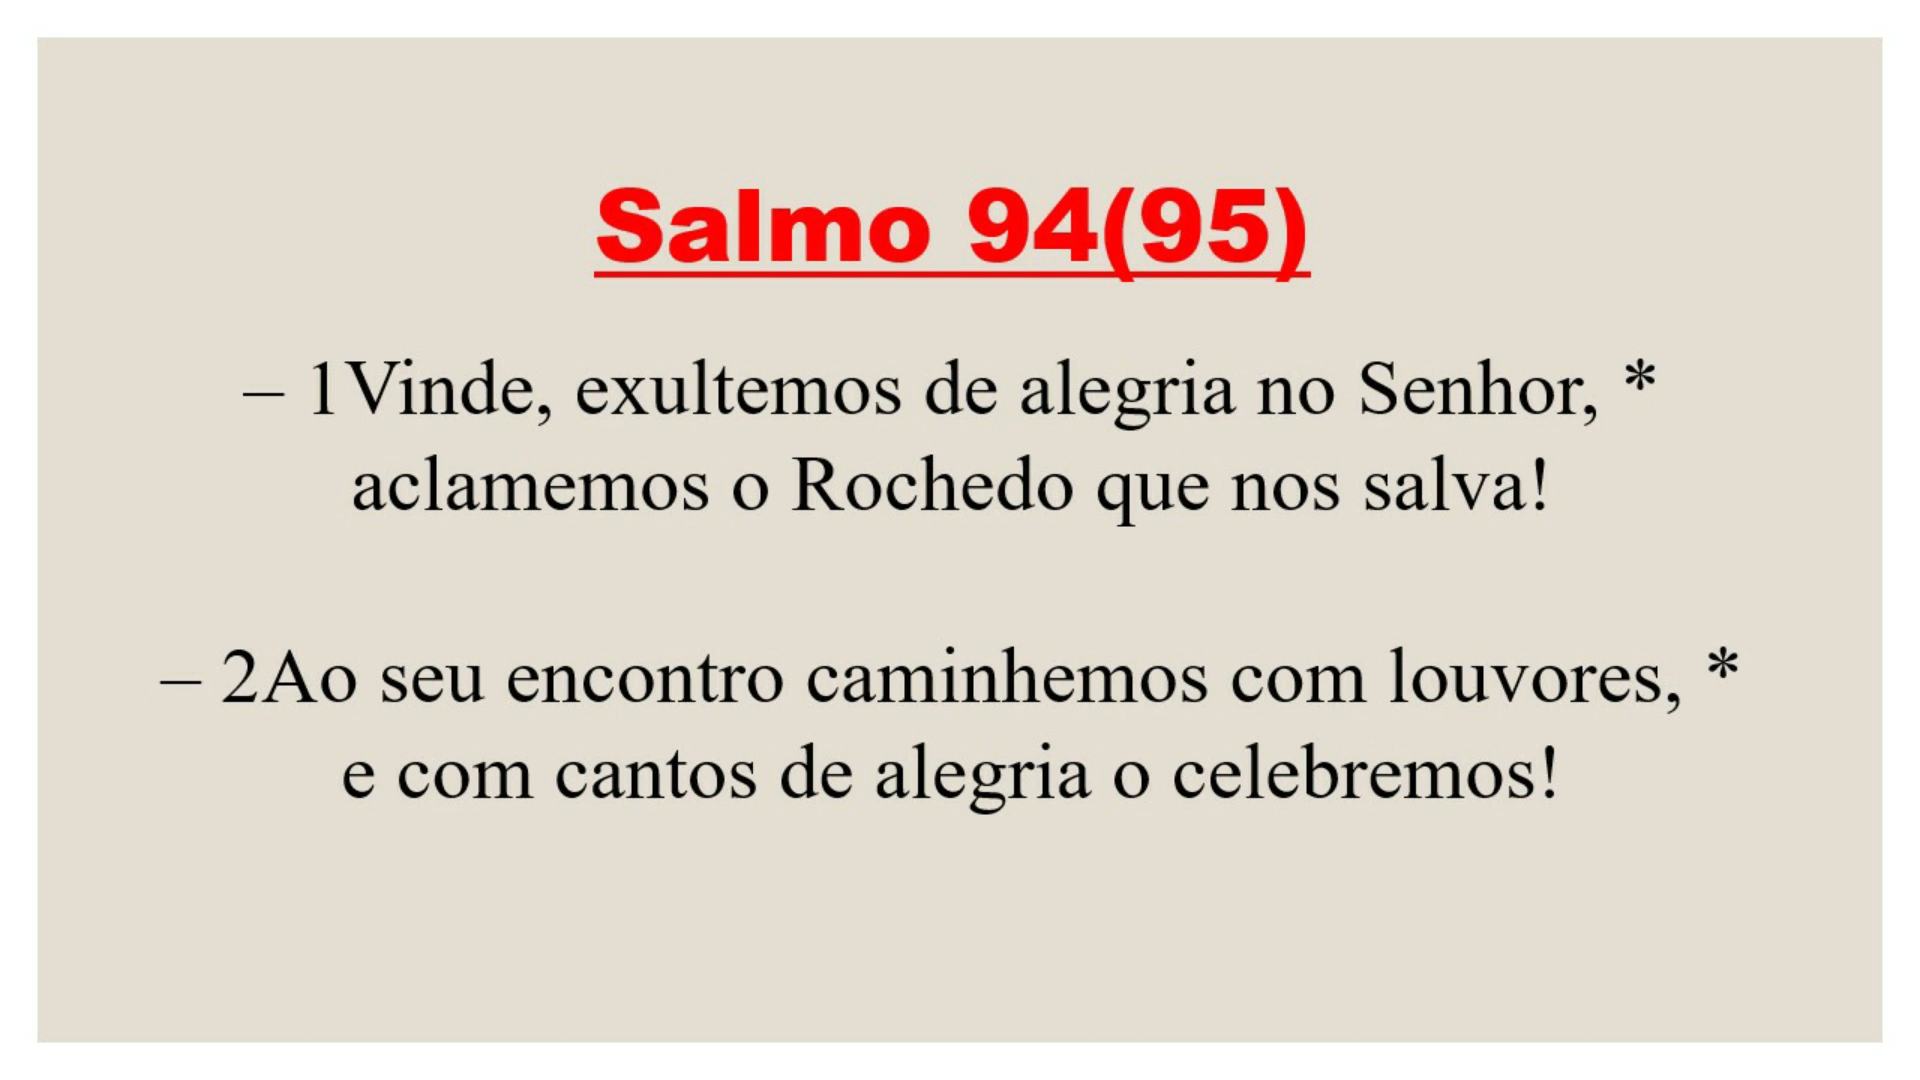 Salmo 94(95)
– 1Vinde, exultemos de alegria no Senhor, *
aclamemos o Rochedo que nos salva!
– 2Ao seu encontro caminhemos com louvores, *
e com cantos de alegria o celebremos!